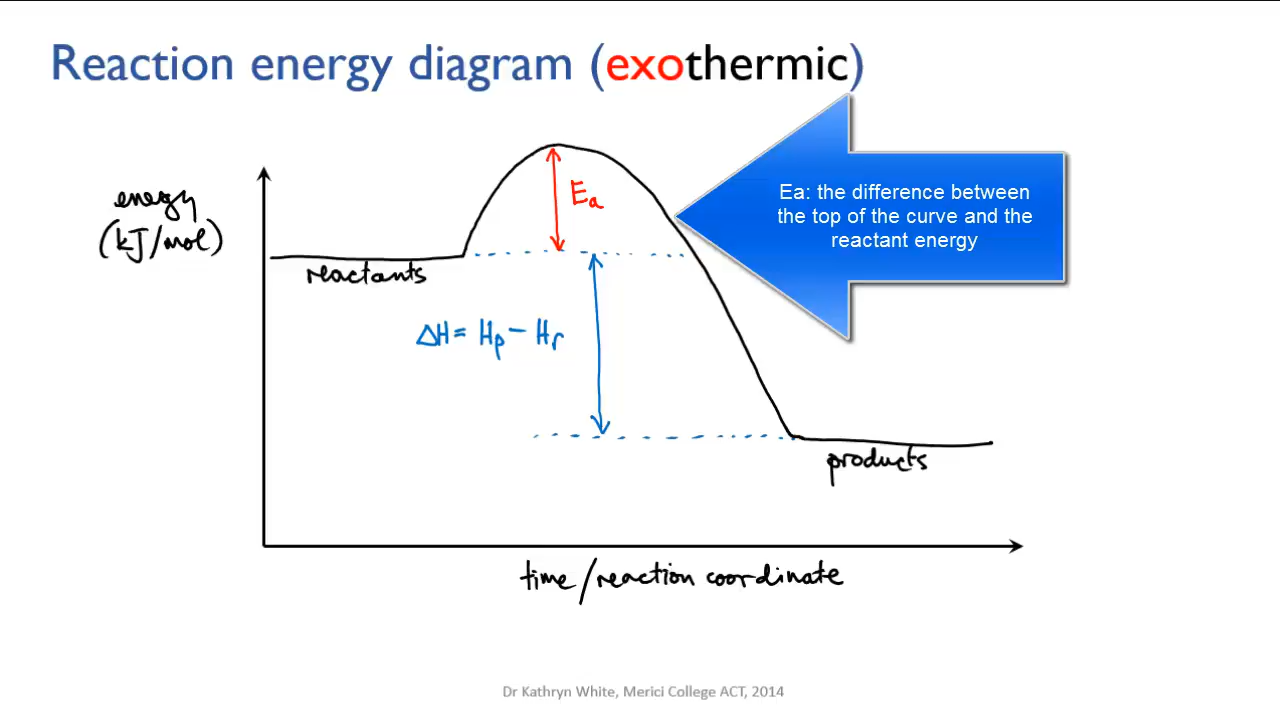 Reaction energy diagram (exothermic)
energy
(kJ/mol)
Ea
Ea: the difference between
the top of the curve and the
reactant energy
reactants
ΔH = Hp - Hr
products
time/reaction coordinate
Dr Kathryn White, Merici College ACT, 2014